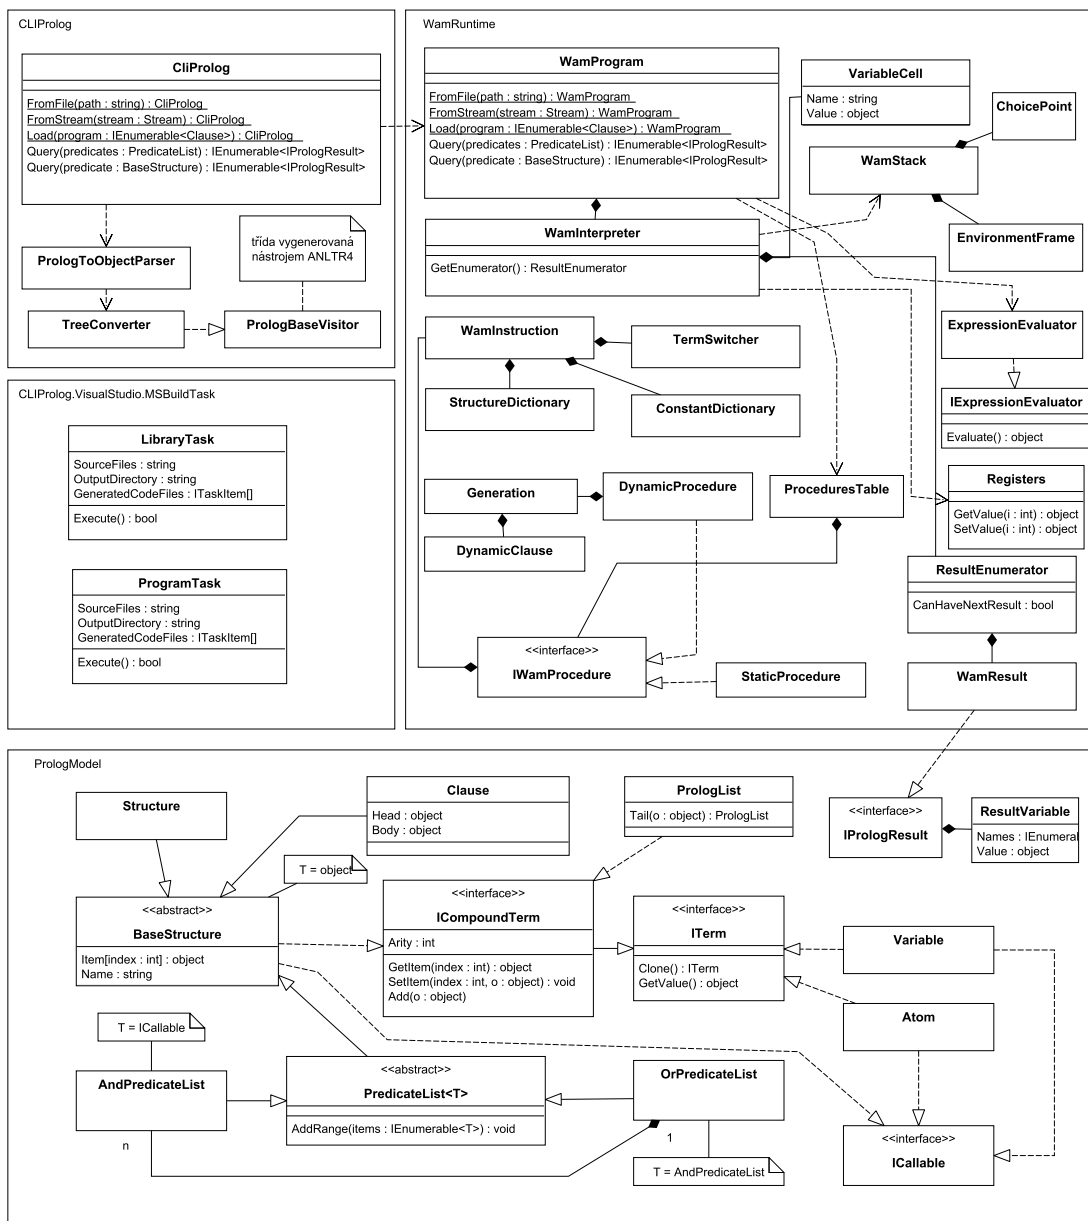 CLIProlog
CliProlog
FromFile(path : string) : CliProlog
FromStream(stream : Stream) : CliProlog
Load(program : IEnumerable<Clause>) : CliProlog
Query(predicates : PredicateList) : IEnumerable<IPrologResult>
Query(predicate : BaseStructure) : IEnumerable<IPrologResult>
PrologToObjectParser
třída vygenerovaná
nástrojem ANLTR4
TreeConverter
PrologBaseVisitor
CLIProlog.VisualStudio.MSBuildTask
LibraryTask
SourceFiles : string
OutputDirectory : string
GeneratedCodeFiles : ITaskItem[]
Execute() : bool
ProgramTask
SourceFiles : string
OutputDirectory : string
GeneratedCodeFiles : ITaskItem[]
Execute() : bool
WamRuntime
WamProgram
FromFile(path : string) : WamProgram
FromStream(stream : Stream) : WamProgram
Load(program : IEnumerable<Clause>) : WamProgram
Query(predicates : PredicateList) : IEnumerable<IPrologResult>
Query(predicate : BaseStructure) : IEnumerable<IPrologResult>
VariableCell
Name : string
Value : object
ChoicePoint
WamStack
EnvironmentFrame
WamInterpreter
GetEnumerator() : ResultEnumerator
WamInstruction
TermSwitcher
StructureDictionary
ConstantDictionary
ExpressionEvaluator
IExpressionEvaluator
Evaluate() : object
Generation
DynamicProcedure
ProceduresTable
Registers
GetValue(i : int) : object
SetValue(i : int) : object
DynamicClause
ResultEnumerator
CanHaveNextResult : bool
<<interface>>
IWamProcedure
StaticProcedure
WamResult
PrologModel
Structure
Clause
Head : object
Body : object
PrologList
Tail(o : object) : PrologList
<<interface>>
IPrologResult
ResultVariable
Names : IEnumeral
Value : object
T = object
<<abstract>>
BaseStructure
Item[index : int] : object
Name : string
<<interface>>
ICompoundTerm
Arity : int
GetItem(index : int) : object
SetItem(index : int, o : object) : void
Add(o : object)
<<interface>>
ITerm
Clone() : ITerm
GetValue() : object
Variable
Atom
T = ICallable
AndPredicateList
<<abstract>>
PredicateList<T>
AddRange(items : IEnumerable<T>) : void
OrPredicateList
n
1
T = AndPredicateList
<<interface>>
ICallable